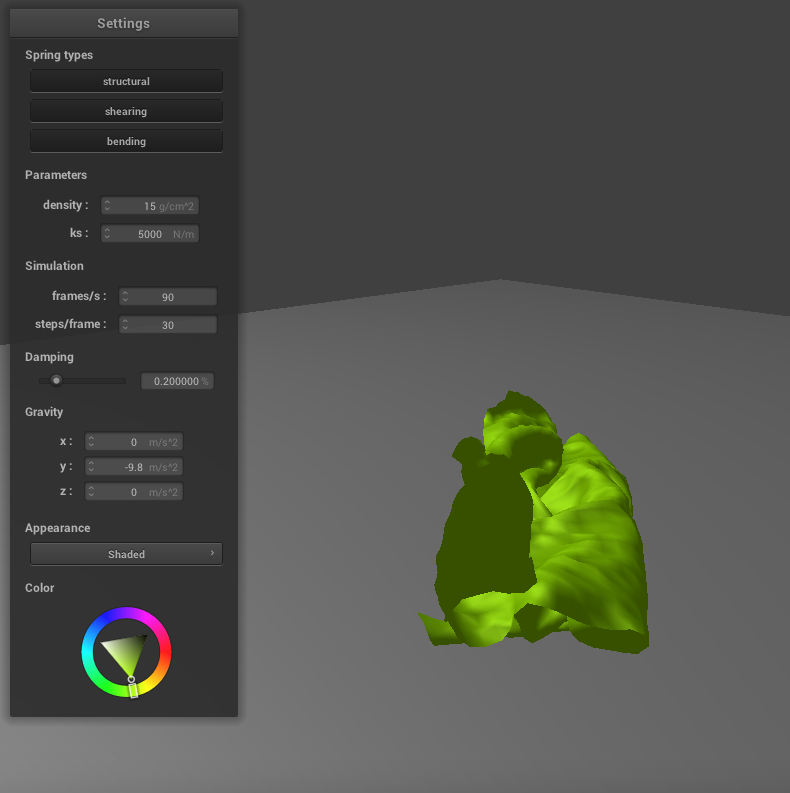 Settings
Spring types
structural
shearing
bending
Parameters
density : 15 g/cm^2
ks : 5000 N/m
Simulation
frames/s : 90
steps/frame : 30
Damping
0.200000 %
Gravity
x : 0 m/s^2
y : -9.8 m/s^2
z : 0 m/s^2
Appearance
Shaded
Color